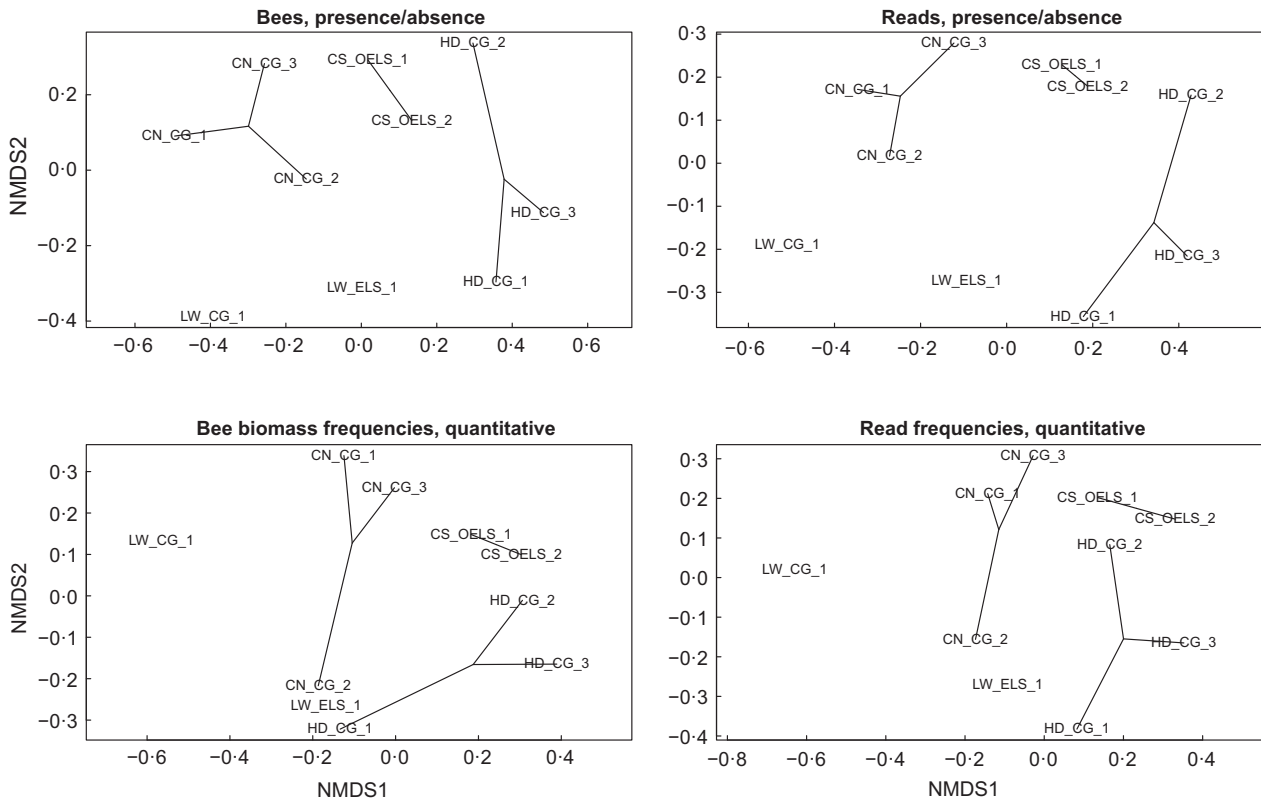 Bees, presence/absence
NMDS2
0·2
0·0
−0·2
−0·4
−0·6
−0·4
−0·2
0·0
0·2
0·4
0·6
HD_CG_2
CN_CG_3
CS_OELS_1
CS_OELS_2
CN_CG_1
CN_CG_2
HD_CG_3
HD_CG_1
LW_ELS_1
LW_CG_1
Reads, presence/absence
0·3
0·2
0·1
0·0
−0·1
−0·2
−0·3
−0·6
−0·4
−0·2
0·0
0·2
0·4
CN_CG_3
CS_OELS_1
CS_OELS_2
CN_CG_1
HD_CG_2
CN_CG_2
LW_CG_1
HD_CG_3
LW_ELS_1
HD_CG_1
Bee biomass frequencies, quantitative
NMDS2
0·3
0·2
0·1
0·0
−0·1
−0·2
−0·3
−0·6
−0·4
−0·2
0·0
0·2
0·4
NMDS1
CN_CG_1
CN_CG_3
LW_CG_1
CS_OELS_1
CS_OELS_2
HD_CG_2
HD_CG_3
CN_CG_2
LW_ELS_1
HD_CG_1
Read frequencies, quantitative
0·3
0·2
0·1
0·0
−0·1
−0·2
−0·3
−0·4
−0·8
−0·6
−0·4
−0·2
0·0
0·2
0·4
NMDS1
CN_CG_3
CN_CG_1
CS_OELS_1
CS_OELS_2
HD_CG_2
LW_CG_1
CN_CG_2
HD_CG_3
LW_ELS_1
HD_CG_1